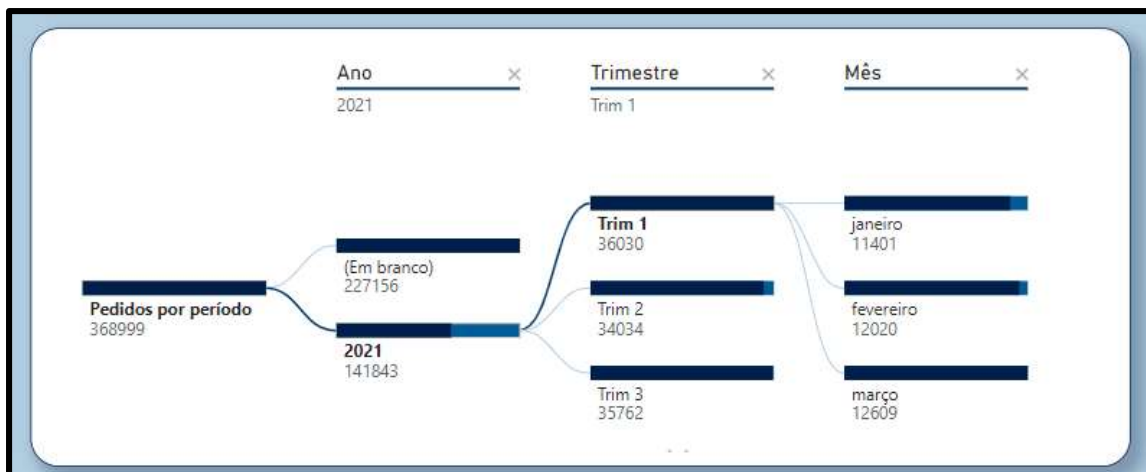 Ano
Trimestre
Mês
2021
Trim 1
Pedidos por período
368999
(Em branco)
227156
2021
141843
Trim 1
36030
Trim 2
34034
Trim 3
35762
janeiro
11401
fevereiro
12020
março
12609